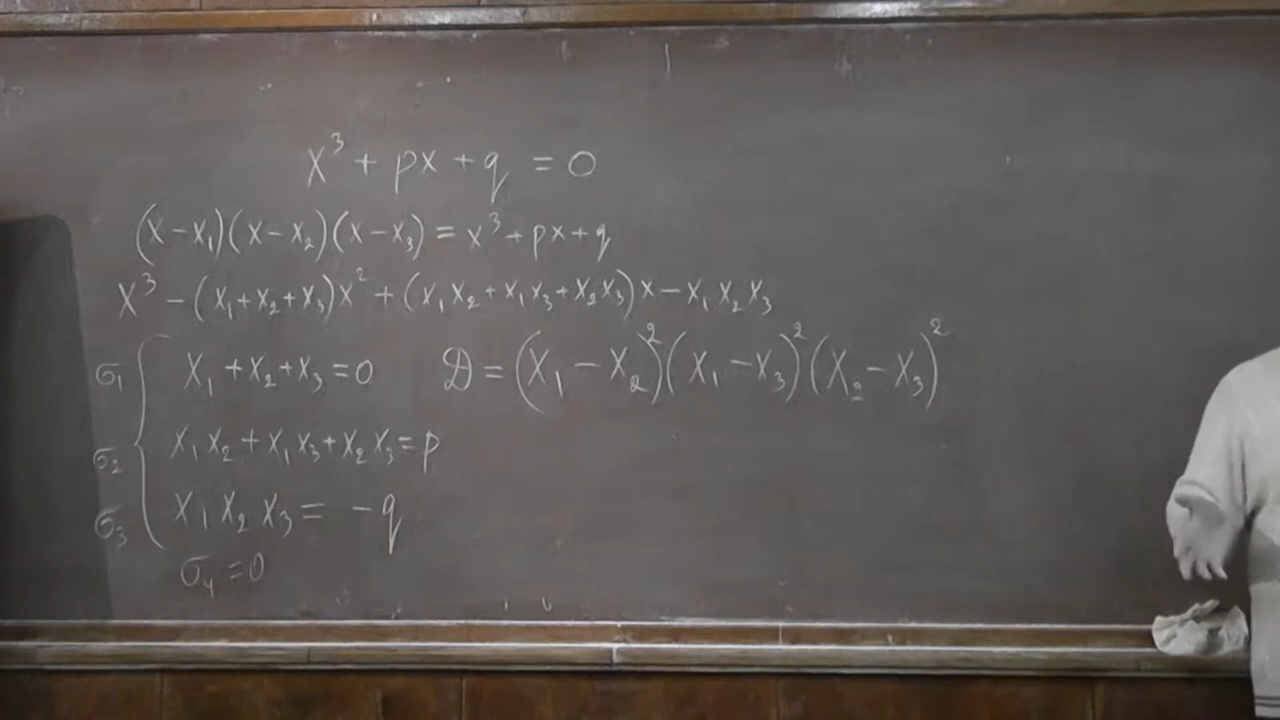 x³ + px + q = 0
(x - x₁)(x - x₂)(x - x₃) = x³ + px + q
x³ - (x₁ + x₂ + x₃)x² + (x₁x₂ + x₁x₃ + x₂x₃)x - x₁x₂x₃
σ₁ { x₁ + x₂ + x₃ = 0
D = (x₁ - x₂)²(x₁ - x₃)²(x₂ - x₃)²
σ₂ x₁x₂ + x₁x₃ + x₂x₃ = p
σ₃ x₁x₂x₃ = -q
σ₄ = 0